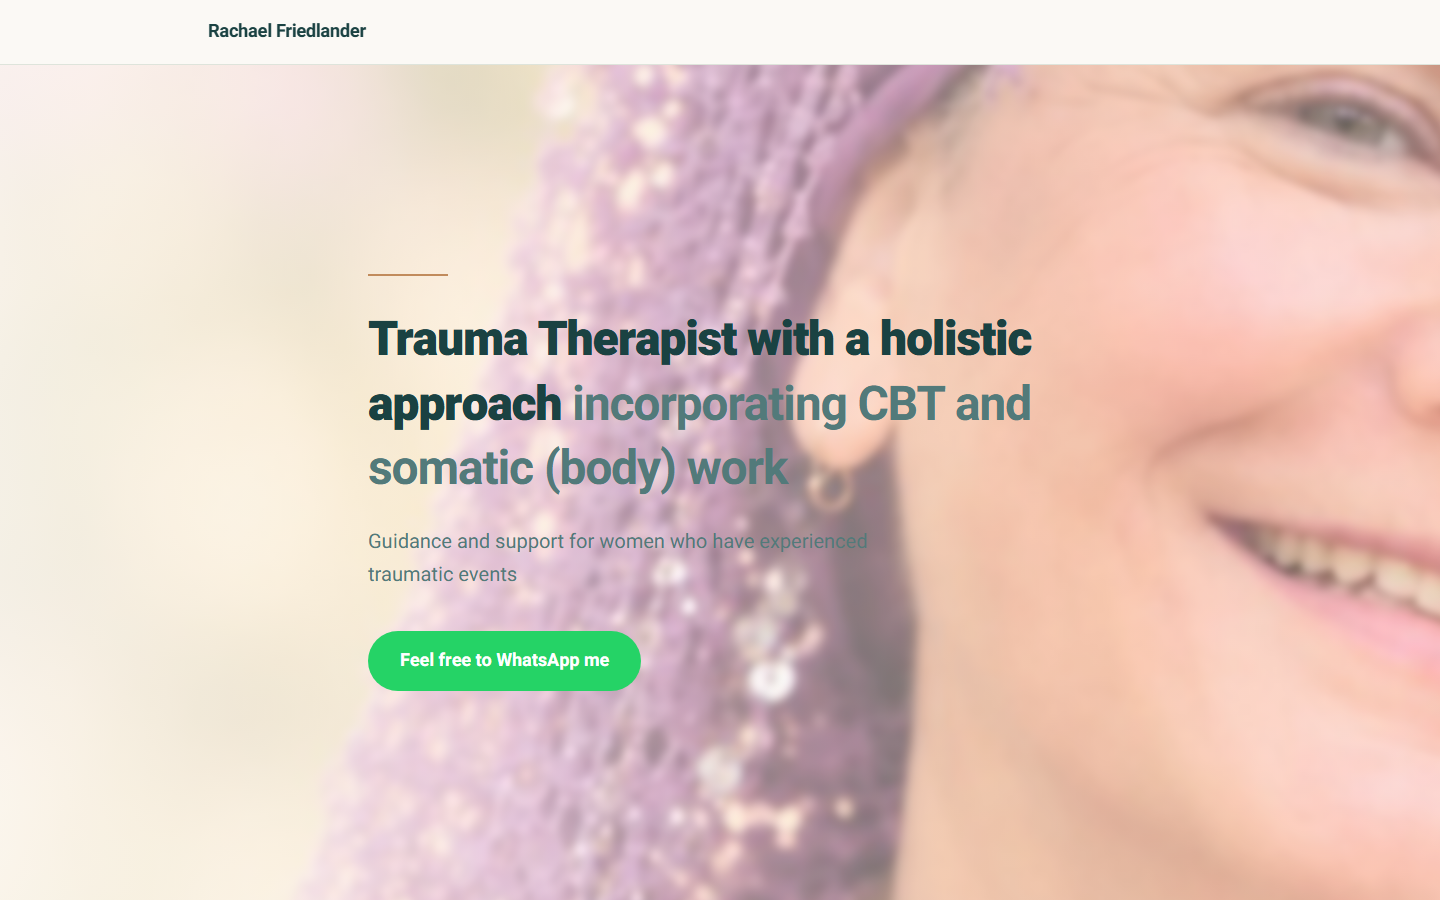 Rachael Friedlander
Trauma Therapist with a holistic
approach incorporating CBT and
somatic (body) work
Guidance and support for women who have experienced
traumatic events
Feel free to WhatsApp me